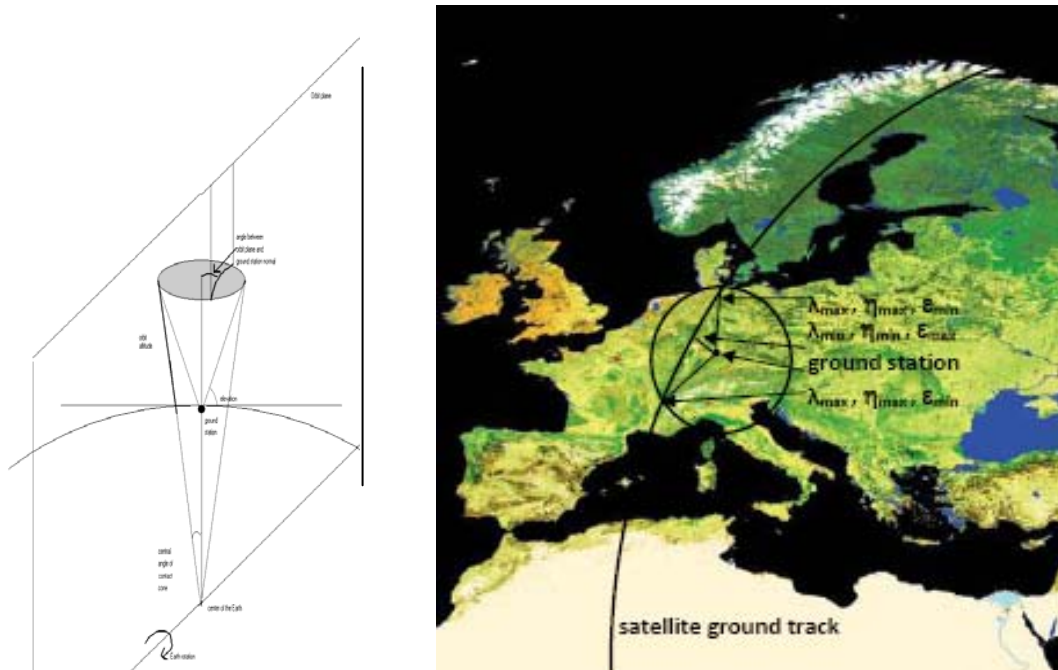 Orbital plane
angle between
orbital plane and
ground station normal
orbit
altitude
elevation
ground
station
central
angle of
contact
cone
center of the Earth
Earth rotation
λmax , ηmax , εmin
λmin , ηmin , εmax
ground station
λmax , ηmax , εmin
satellite ground track